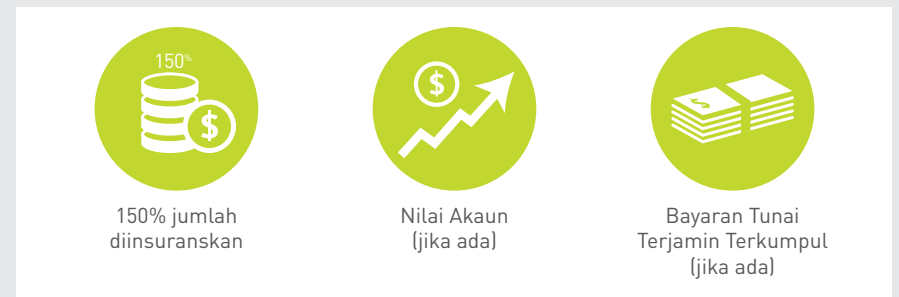 150%
150% jumlah
diinsuranskan
$
Nilai Akaun
(jika ada)
$
Bayaran Tunai
Terjamin Terkumpul
(jika ada)
$